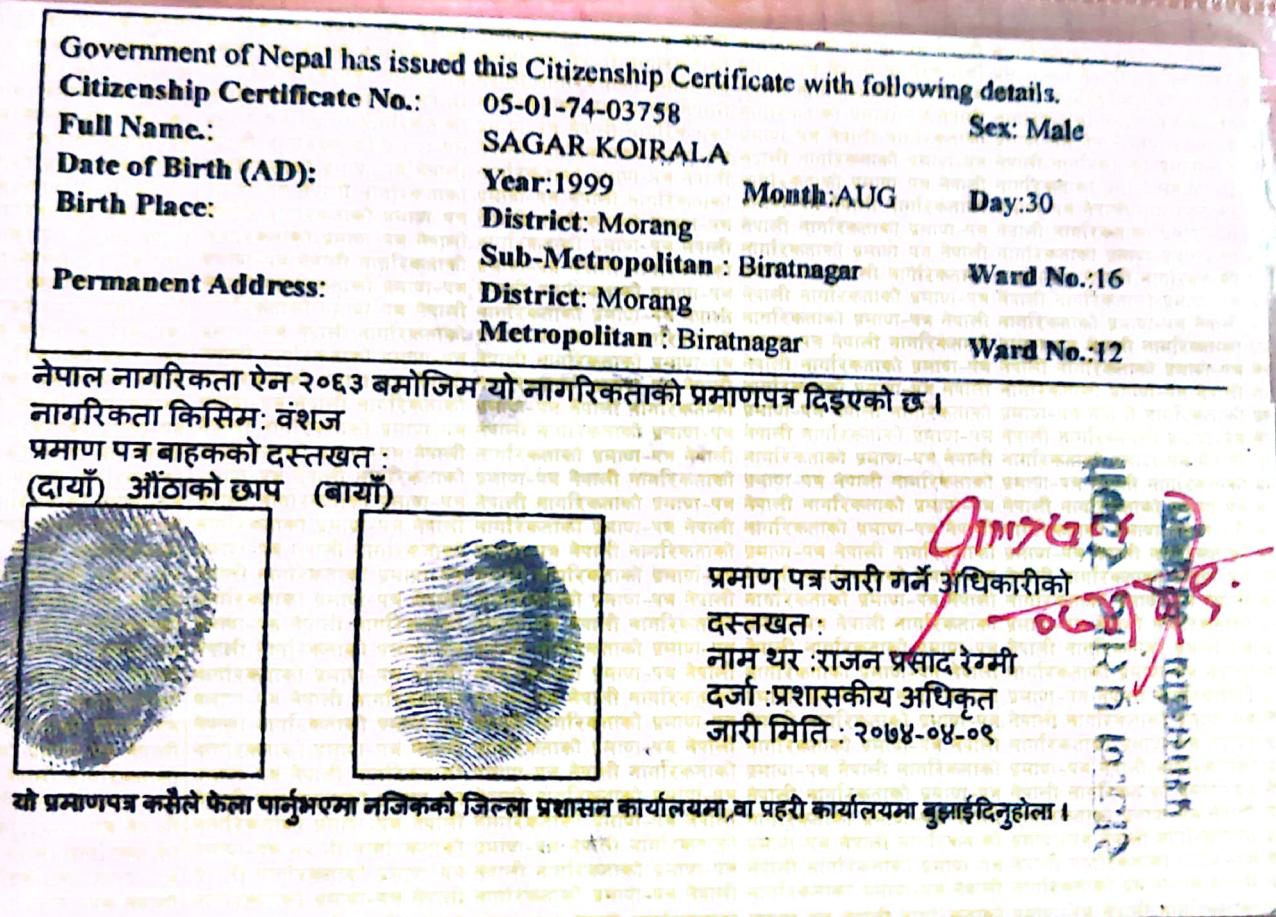 Government of Nepal has issued this Citizenship Certificate with following details.
Citizenship Certificate No.: 05-01-74-03758 Sex: Male
Full Name.: SAGAR KOIRALA
Date of Birth (AD): Year:1999 Month:AUG Day:30
Birth Place: District: Morang
Sub-Metropolitan : Biratnagar Ward No.:16
Permanent Address: District: Morang
Metropolitan : Biratnagar Ward No.:12
नेपाल नागरिकता ऐन २०६३ बमोजिम यो नागरिकताको प्रमाणपत्र दिइएको छ ।
नागरिकता किसिम: वंशज
प्रमाण पत्र बाहकको दस्तखत :
(दायाँ) औंठाको छाप (बायाँ)
प्रमाण पत्र जारी गर्ने अधिकारीको
दस्तखत :
नाम थर :राजन प्रसाद रेग्मी
दर्जा :प्रशासकीय अधिकृत
जारी मिति : २०७४-०४-०९
यो प्रमाणपत्र कसैले फेला पार्नुभएमा नजिकको जिल्ला प्रशासन कार्यालयमा वा प्रहरी कार्यालयमा बुझाईदिनुहोला ।